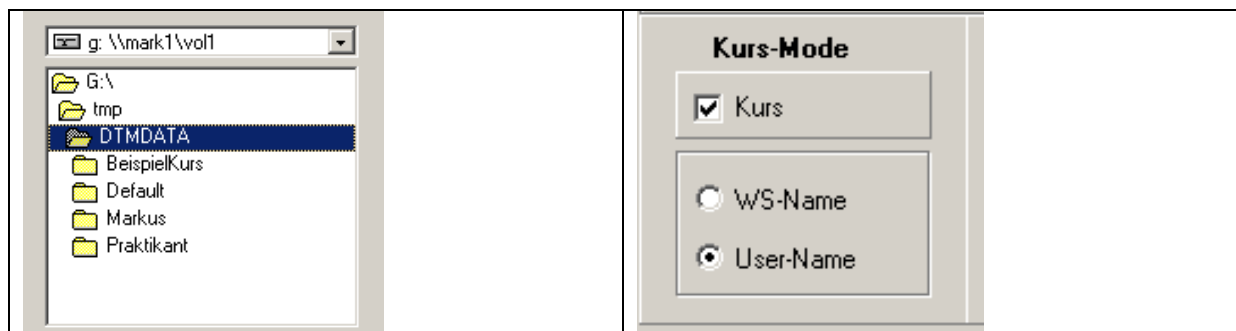 g: \\mark1\vol1
G:\
tmp
DTMDATA
BeispielKurs
Default
Markus
Praktikant
Kurs-Mode
Kurs
WS-Name
User-Name